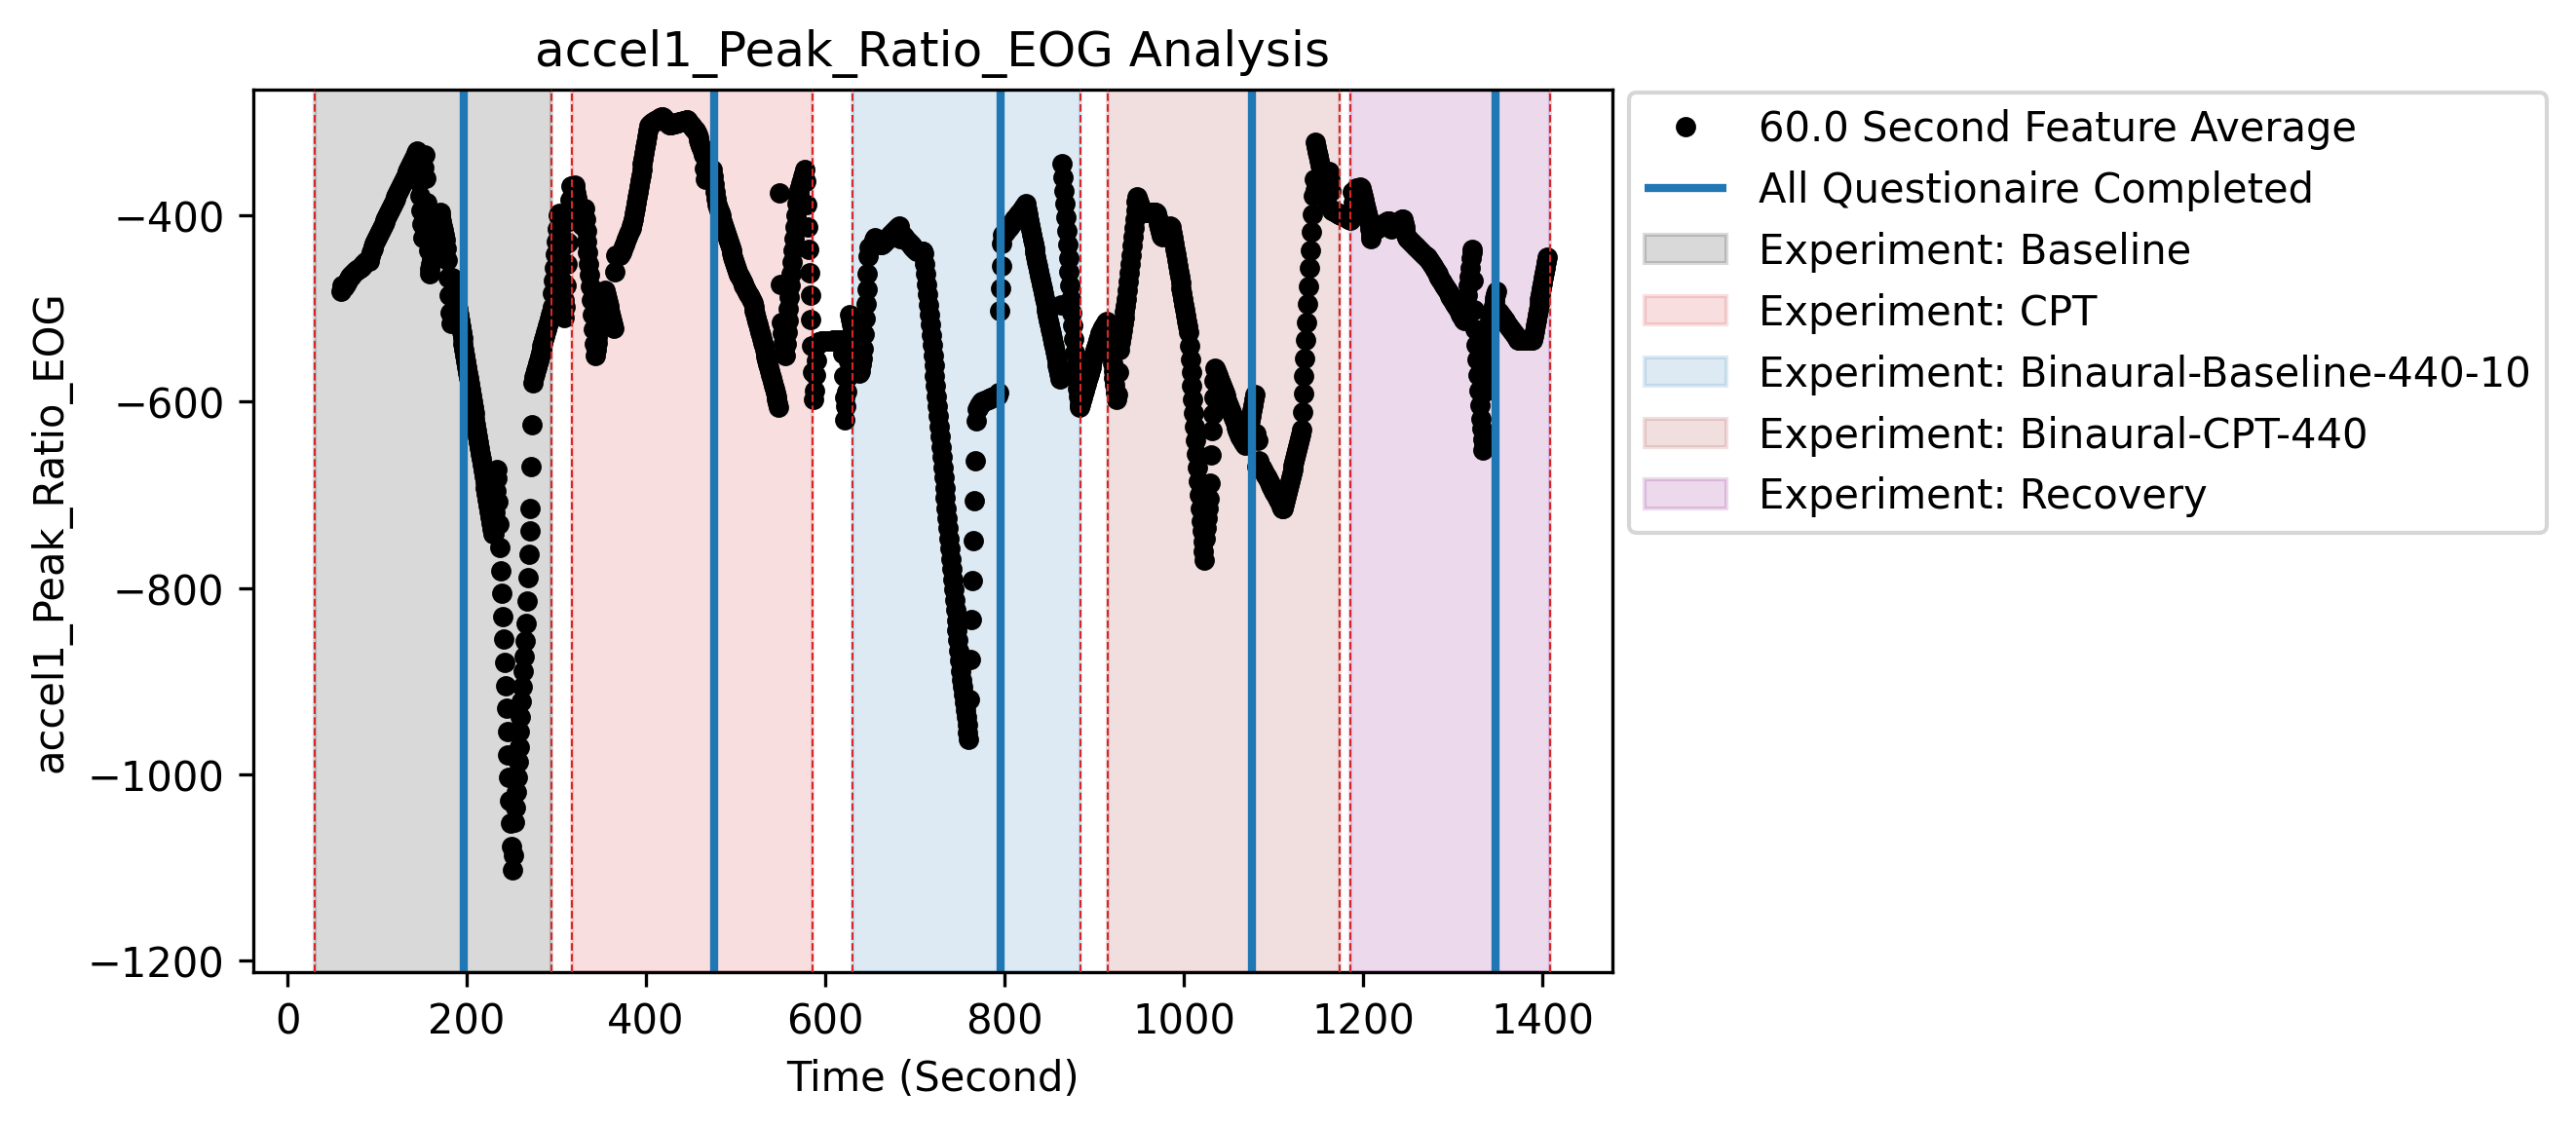 accel1_Peak_Ratio_EOG Analysis
accel1_Peak_Ratio_EOG
−400
−600
−800
−1000
−1200
0 200 400 600 800 1000 1200 1400
Time (Second)
60.0 Second Feature Average
All Questionaire Completed
Experiment: Baseline
Experiment: CPT
Experiment: Binaural-Baseline-440-10
Experiment: Binaural-CPT-440
Experiment: Recovery